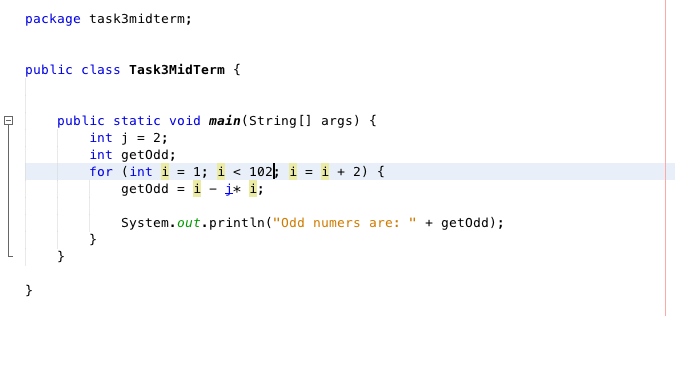 package task3midterm;
public class Task3MidTerm {
public static void main(String[] args) {
int j = 2;
int getOdd;
for (int i = 1; i < 102; i = i + 2) {
getOdd = i - j* i;
System.out.println("Odd numers are: " + getOdd);
}
}
}